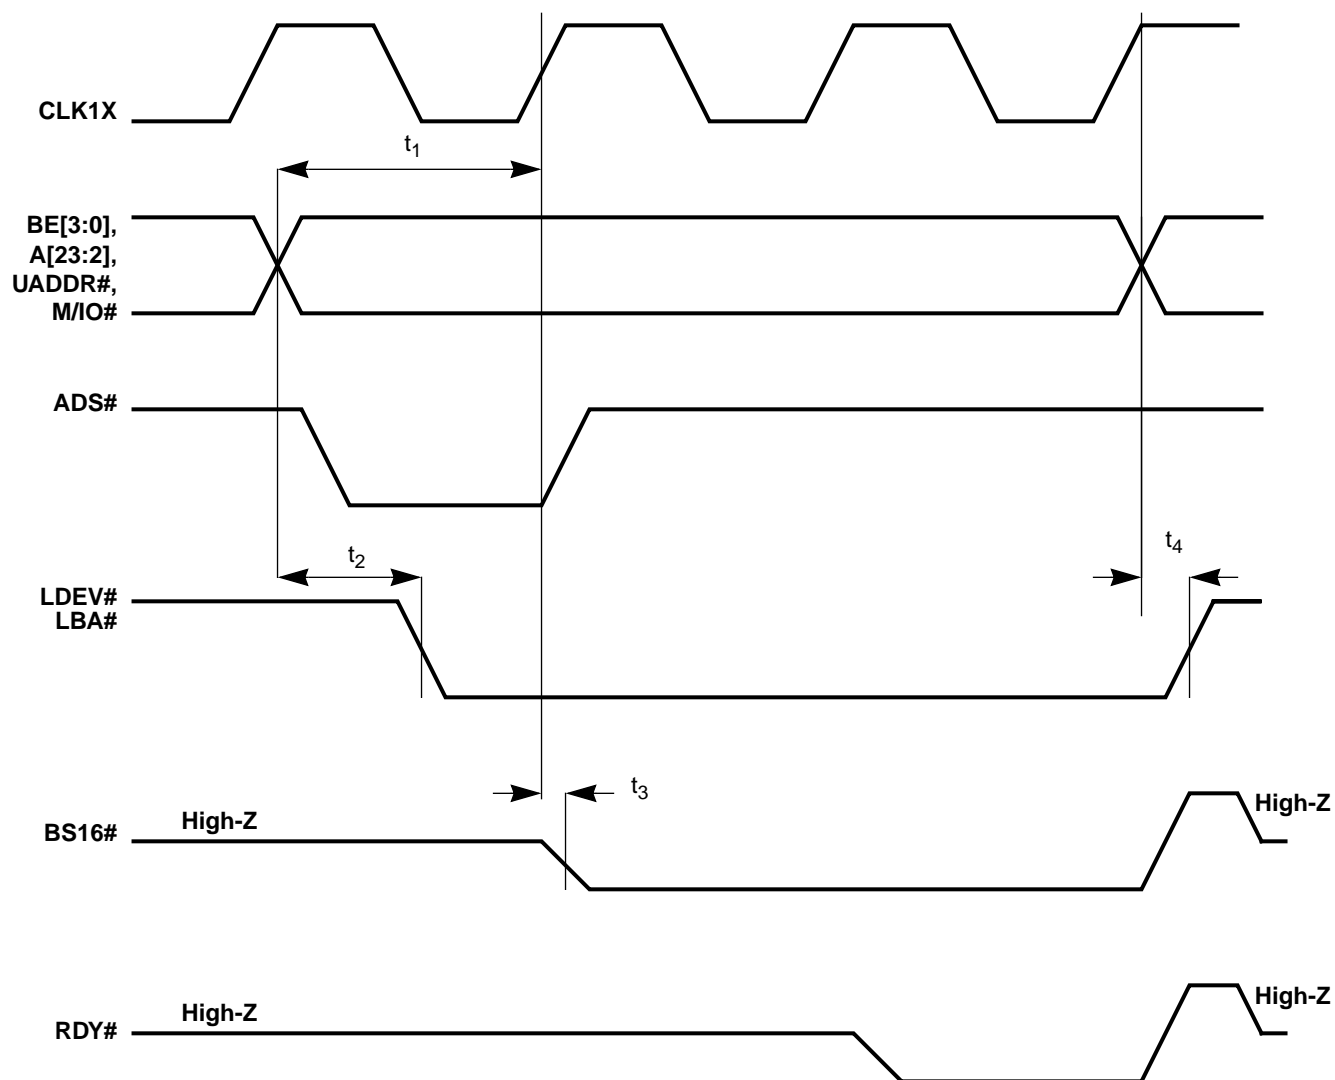 CLK1X
t1
BE[3:0],
A[23:2],
UADDR#,
M/IO#
ADS#
t2
t4
LDEV#
LBA#
t3
High-Z
High-Z
BS16#
High-Z
High-Z
RDY#